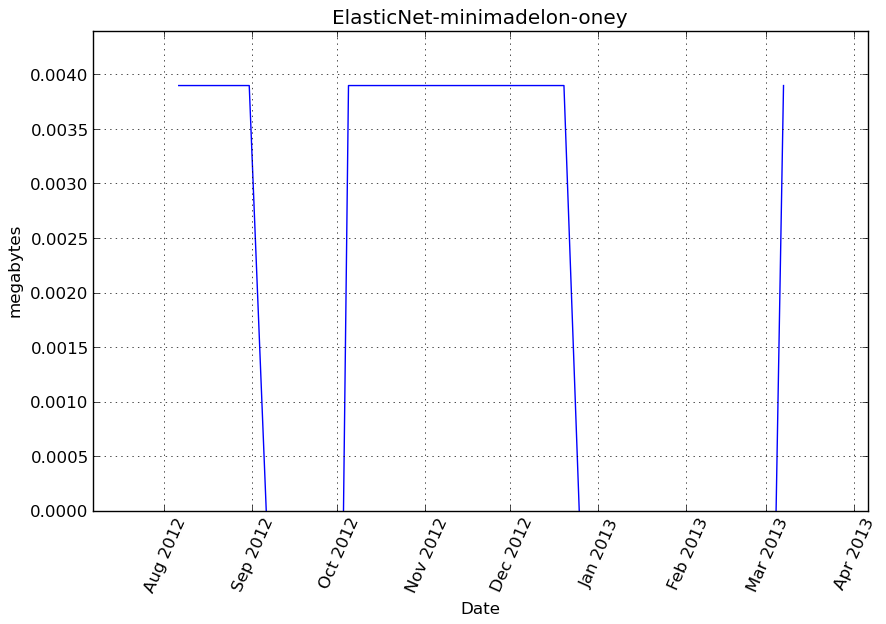 ElasticNet-minimadelon-oney
0.0040
0.0035
0.0030
0.0025
0.0020
0.0015
0.0010
0.0005
0.0000
megabytes
Aug 2012
Sep 2012
Oct 2012
Nov 2012
Dec 2012
Jan 2013
Feb 2013
Mar 2013
Apr 2013
Date